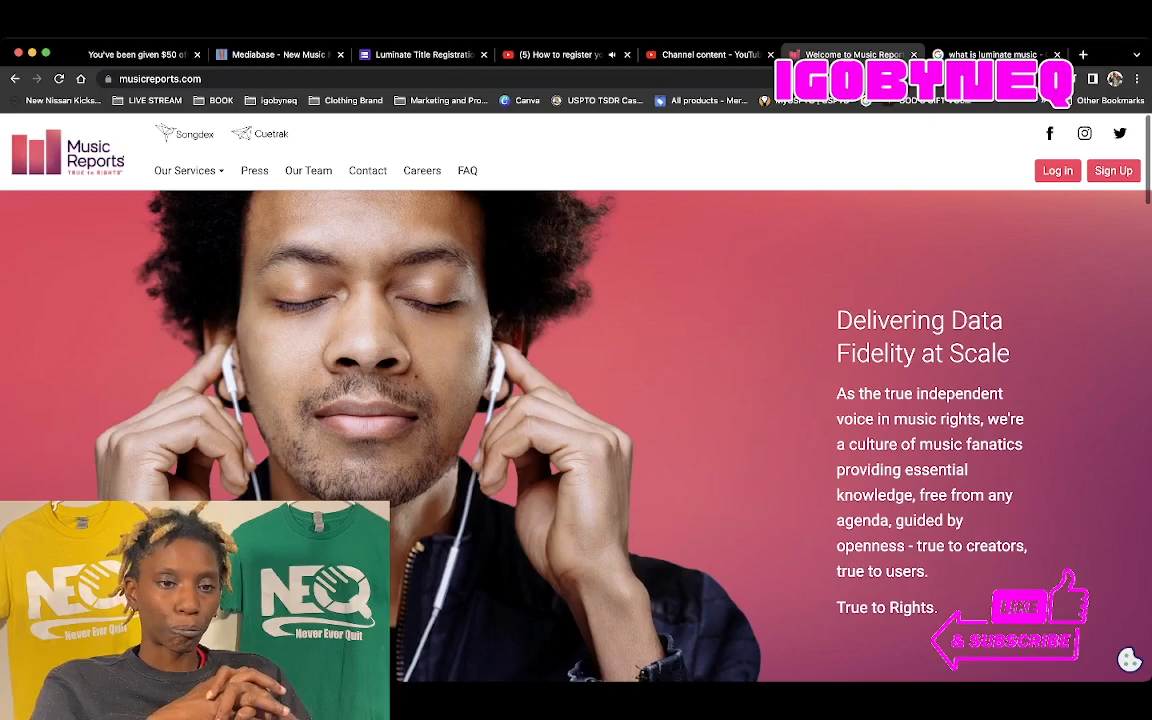 You've been given $50 of
Mediabase - New Music
Luminate Title Registratio
(5) How to register yo
Channel content - YouTube
Welcome to Music Report
what is luminate music -
IGOBYNEQ
musicreports.com
New Nissan Kicks...
LIVE STREAM
BOOK
igobyneq
Clothing Brand
Marketing and Pro...
Canva
USPTO TSDR Cas...
All products - Mer...
Other Bookmarks
Music
Reports
TRUE to RIGHTS
Songdex
Cuetrak
Our Services
Press
Our Team
Contact
Careers
FAQ
Log in
Sign Up
Delivering Data
Fidelity at Scale
As the true independent
voice in music rights, we're
a culture of music fanatics
providing essential
knowledge, free from any
agenda, guided by
openness - true to creators,
true to users.
True to Rights.
LIKE
& SUBSCRIBE
NEQ
Never Ever Quit
NEQ
Never Ever Quit